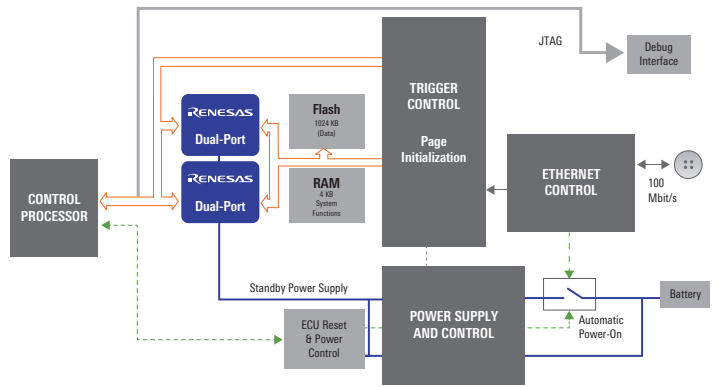 JTAG
Debug
Interface
TRIGGER
CONTROL
Page
Initialization
RENESAS
Dual-Port
Flash
1024 KB
(Data)
RENESAS
Dual-Port
RAM
4 KB
System
Functions
CONTROL
PROCESSOR
ETHERNET
CONTROL
100
Mbit/s
Standby Power Supply
POWER SUPPLY
AND CONTROL
Battery
ECU Reset
& Power
Control
Automatic
Power-On